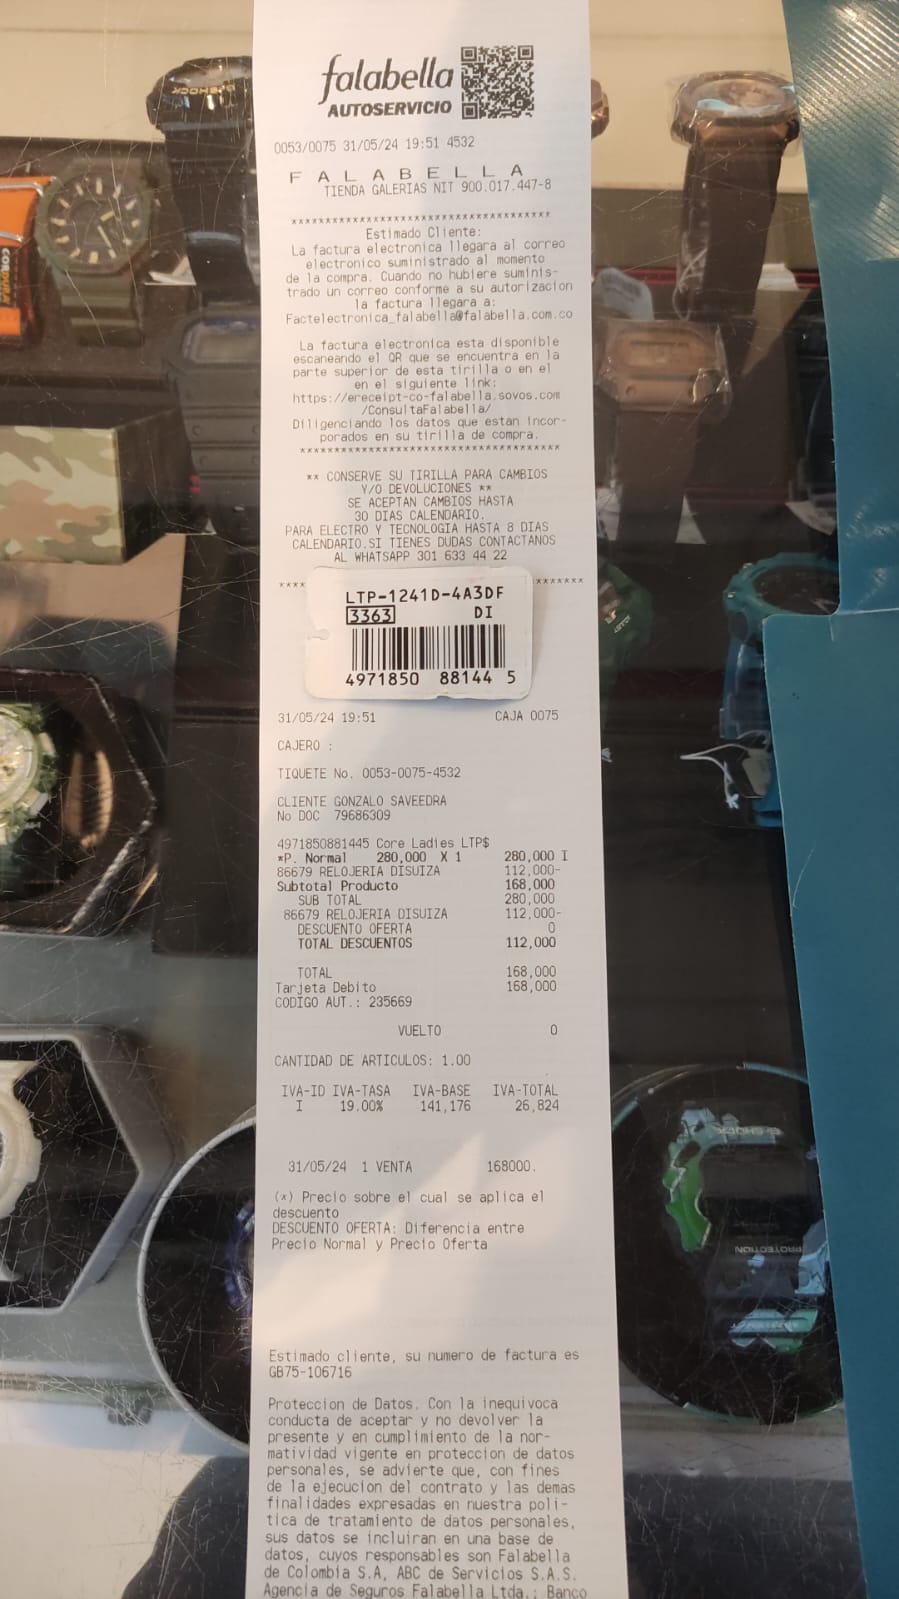 falabella
AUTOSERVICIO
0053/0075 31/05/24 19:51 4532
F A L A B E L L A
TIENDA GALERIAS NIT 900.017.447-8
*************************************
Estimado Cliente:
La factura electronica llegara al correo
electronico suministrado al momento
de la compra. Cuando no hubiere suminis-
trado un correo conforme a su autorizacion
la factura llegara a:
Factelectronica_falabella@falabella.com.co
La factura electronica esta disponible
escaneando el QR que se encuentra en la
parte superior de esta tirilla o en el
en el siguiente link:
https://ereceipt-co-falabella.sovos.com
/ConsultaFalabella/
Diligenciando los datos que estan incor-
porados en su tirilla de compra.
*************************************
** CONSERVE SU TIRILLA PARA CAMBIOS
Y/O DEVOLUCIONES **
SE ACEPTAN CAMBIOS HASTA
30 DIAS CALENDARIO.
PARA ELECTRO Y TECNOLOGIA HASTA 8 DIAS
CALENDARIO.SI TIENES DUDAS CONTACTANOS
AL WHATSAPP 301 633 44 22
**** *******
LTP-1241D-4A3DF
3363 DI
4971850 88144 5
31/05/24 19:51 CAJA 0075
CAJERO :
TIQUETE No. 0053-0075-4532
CLIENTE GONZALO SAVEEDRA
No DOC 79686309
4971850881445 Core Ladies LTP$
*P. Normal 280,000 X 1 280,000 I
86679 RELOJERIA DISUIZA 112,000-
Subtotal Producto 168,000
SUB TOTAL 280,000
86679 RELOJERIA DISUIZA 112,000-
DESCUENTO OFERTA 0
TOTAL DESCUENTOS 112,000
TOTAL 168,000
Tarjeta Debito 168,000
CODIGO AUT.: 235669
VUELTO 0
CANTIDAD DE ARTICULOS: 1.00
IVA-ID IVA-TASA IVA-BASE IVA-TOTAL
I 19.00% 141,176 26,824
31/05/24 1 VENTA 168000.
(*) Precio sobre el cual se aplica el
descuento
DESCUENTO OFERTA: Diferencia entre
Precio Normal y Precio Oferta
Estimado cliente, su numero de factura es
GB75-106716
Proteccion de Datos. Con la inequivoca
conducta de aceptar y no devolver la
presente y en cumplimiento de la nor-
matividad vigente en proteccion de datos
personales, se advierte que, con fines
de la ejecucion del contrato y las demas
finalidades expresadas en nuestra poli-
tica de tratamiento de datos personales,
sus datos se incluiran en una base de
datos, cuyos responsables son Falabella
de Colombia S.A, ABC de Servicios S.A.S.
Agencia de Seguros Falabella Ltda.; Banco
G-SHOCK
CORDURA
G-SHOCK
PROTECTION